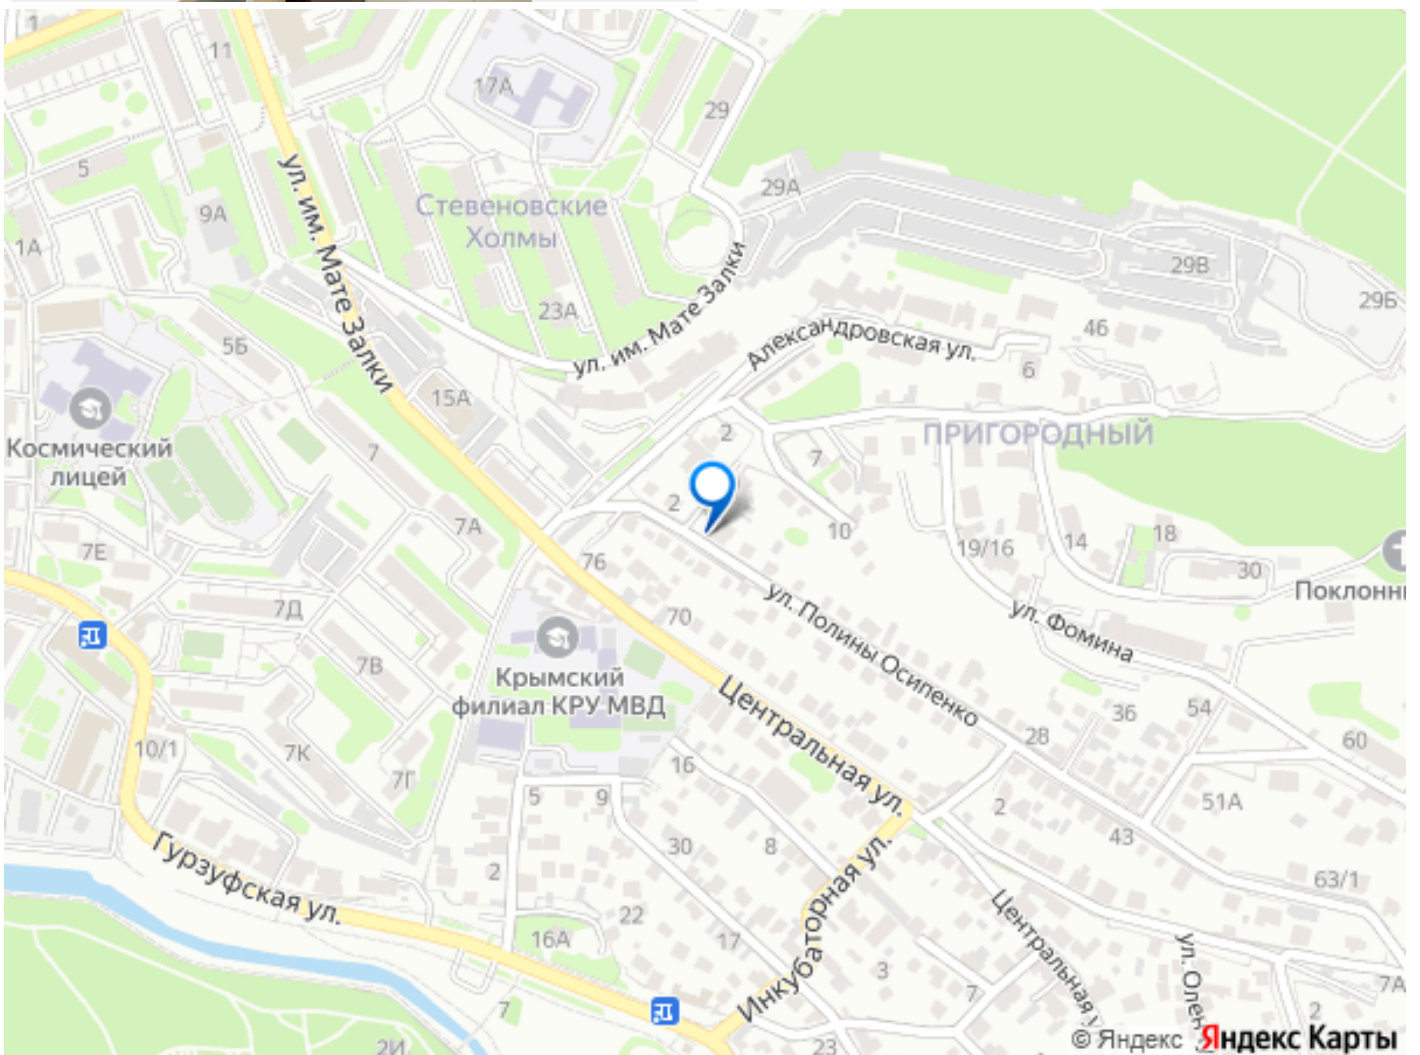 1
11
17А
29
5
ул. им. Мате Залки
29А
9А
Стевеновские
Холмы
1А
29В
29Б
23А
ул. им. Мате Залки
Александровская ул.
46
5Б
6
15А
Космический
лицей
2
ПРИГОРОДНЫЙ
7
7
2
7А
10
19/16
14
18
7Е
76
30
Поклонн
7Д
70
ул. Полины Осипенко
ул. Фомина
7В
Крымский
филиал КРУ МВД
Центральная ул.
36
54
28
60
10/1
7К
7Г
16
5
9
2
51А
43
Гурзуфская ул.
30
8
Инкубаторная ул.
63/1
2
22
16А
17
Центральная у
ул. Олен
3
7
7А
7
2
2И
23
© Яндекс
Яндекс Карты